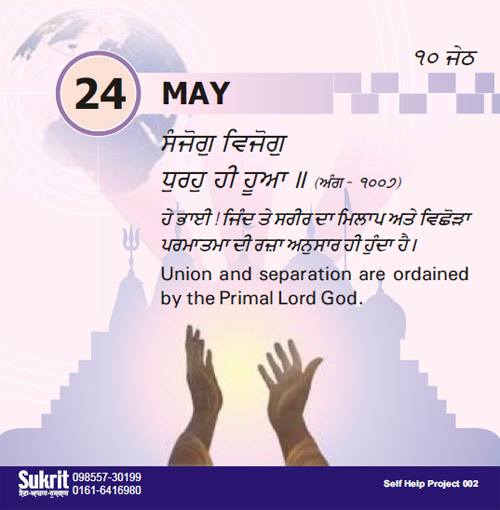 ੧੦ ਜੇਠ
24 MAY
ਸੰਜੋਗੁ ਵਿਜੋਗੁ
ਧੁਰਹੁ ਹੀ ਹੂਆ ॥ (ਅੰਗ - ੧੦੦੭)
ਹੇ ਭਾਈ ! ਜਿੰਦ ਤੇ ਸਰੀਰ ਦਾ ਮਿਲਾਪ ਅਤੇ ਵਿਛੋੜਾ
ਪਰਮਾਤਮਾ ਦੀ ਰਜ਼ਾ ਅਨੁਸਾਰ ਹੀ ਹੁੰਦਾ ਹੈ।
Union and separation are ordained
by the Primal Lord God.
Sukrit 098557-30199
0161-6416980
Self Help Project 002